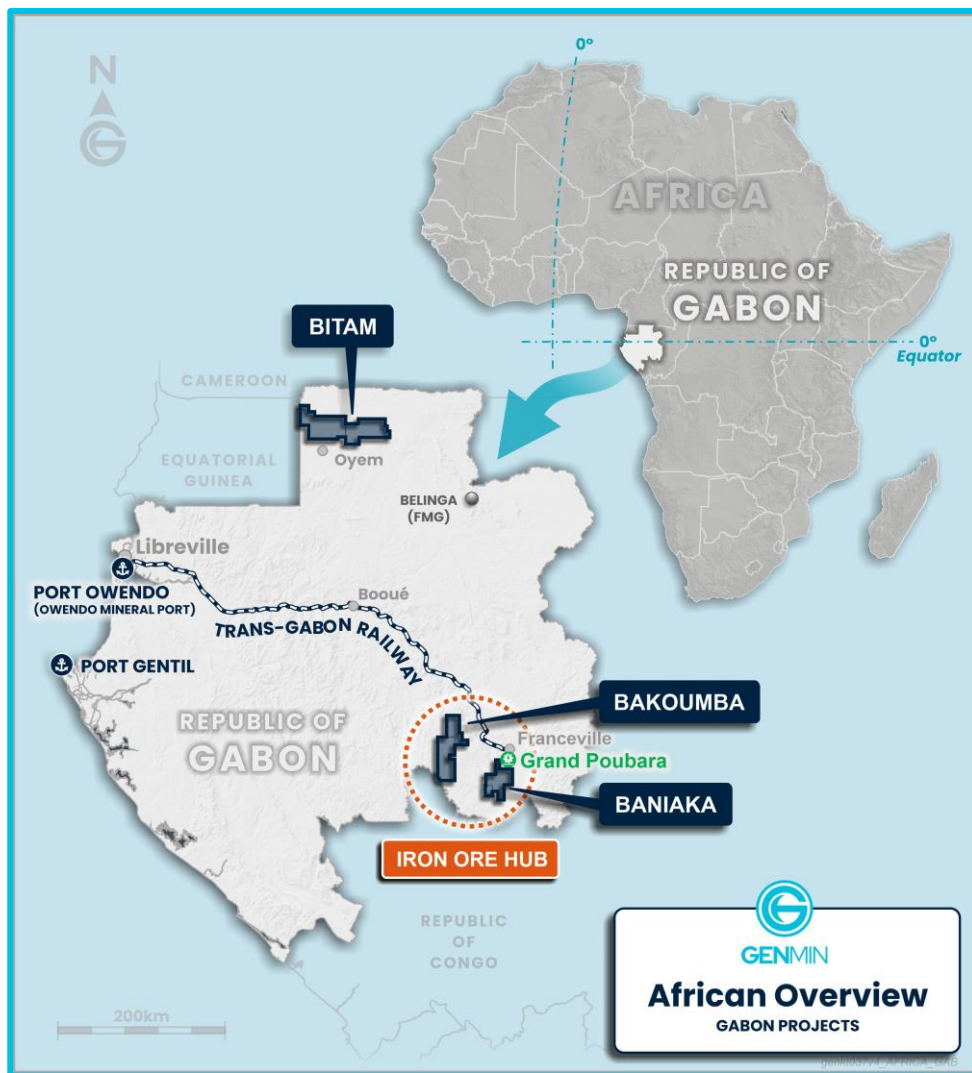 N
0°
AFRICA
REPUBLIC OF
GABON
0°
Equator
BITAM
CAMEROON
EQUATORIAL
GUINEA
Oyem
BELINGA
(FMG)
Libreville
PORT OWENDO
(OWENDO MINERAL PORT)
Booué
TRANS-GABON RAILWAY
PORT GENTIL
REPUBLIC OF
GABON
BAKOUMBA
Franceville
Grand Poubara
BANIAKA
IRON ORE HUB
REPUBLIC
OF
CONGO
200km
GENMIN
African Overview
GABON PROJECTS